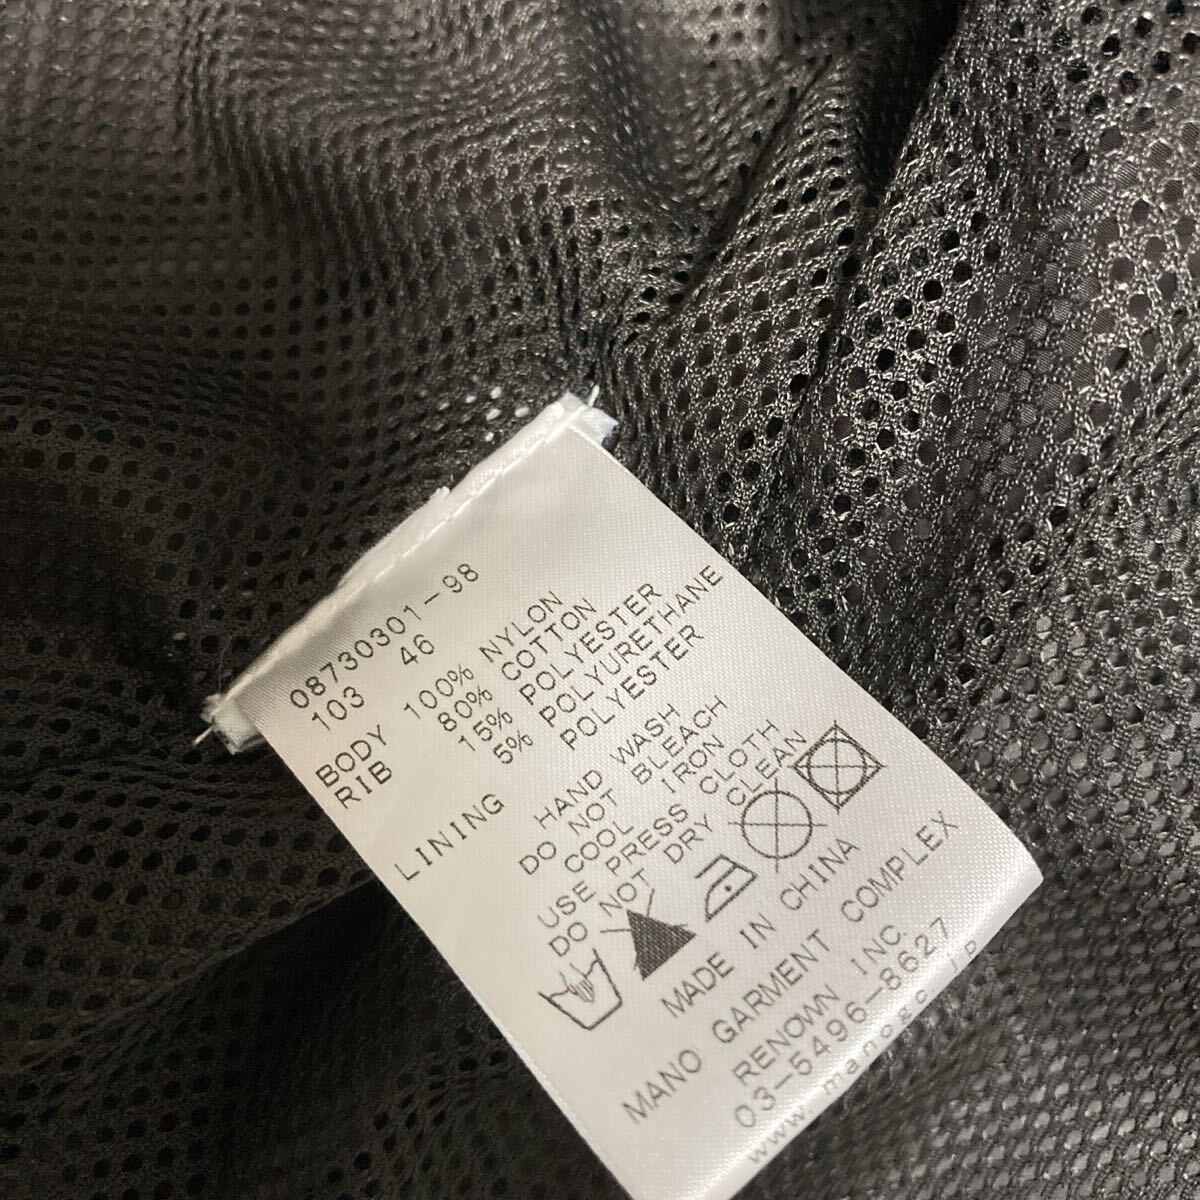 08730301-98
103 46
BODY 100% NYLON
RIB 80% COTTON
15% POLYESTER
5% POLYURETHANE
LINING POLYESTER
HAND WASH
DO NOT BLEACH
COOL IRON
USE PRESS CLOTH
DO NOT DRY CLEAN
MADE IN CHINA
MANO GARMENT COMPLEX
RENOWN INC
03-5496-8627